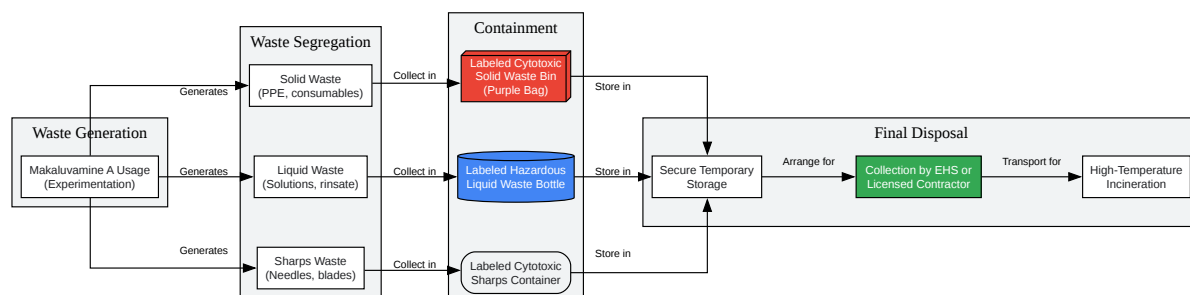 Waste Generation
Makaluvamine A Usage
(Experimentation)
Generates
Generates
Generates
Waste Segregation
Solid Waste
(PPE, consumables)
Liquid Waste
(Solutions, rinsate)
Sharps Waste
(Needles, blades)
Collect in
Collect in
Collect in
Containment
Labeled Cytotoxic
Solid Waste Bin
(Purple Bag)
Labeled Hazardous
Liquid Waste Bottle
Labeled Cytotoxic
Sharps Container
Store in
Store in
Store in
Final Disposal
Secure Temporary
Storage
Arrange for
Collection by EHS or
Licensed Contractor
Transport for
High-Temperature
Incineration